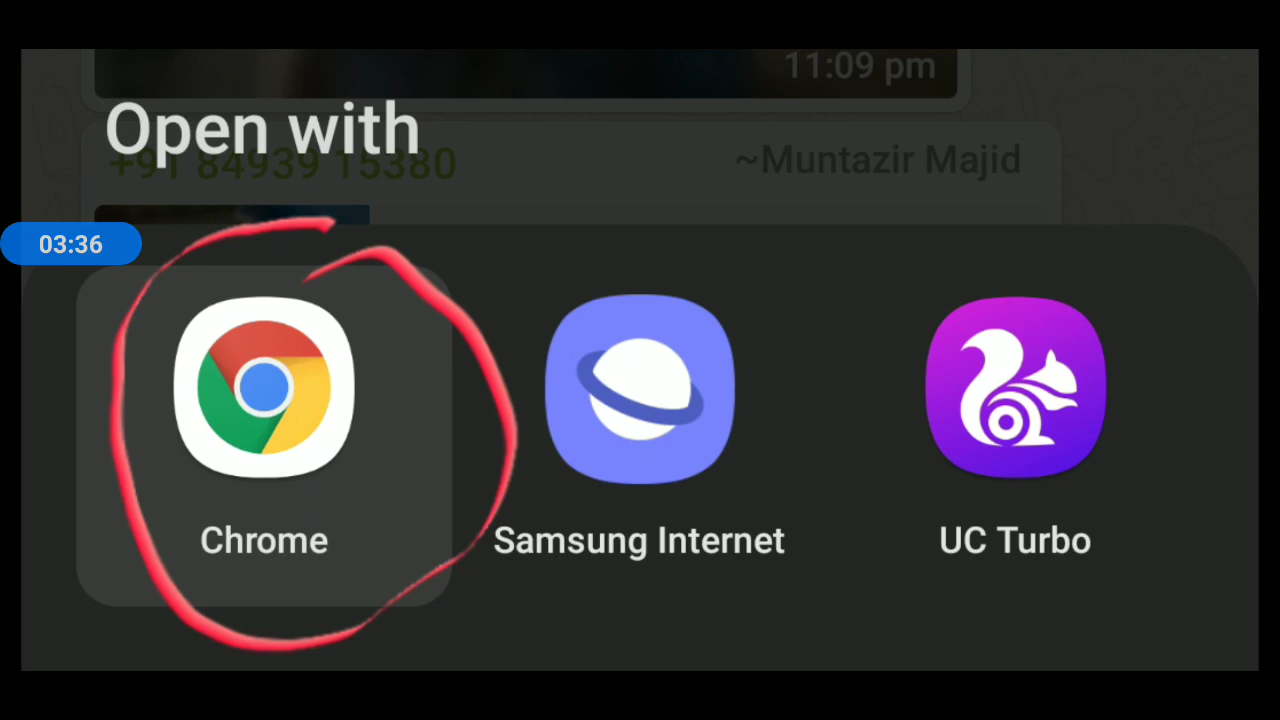 11:09 pm
Open with
+91 84939 15380 ~Muntazir Majid
03:36
Chrome Samsung Internet UC Turbo